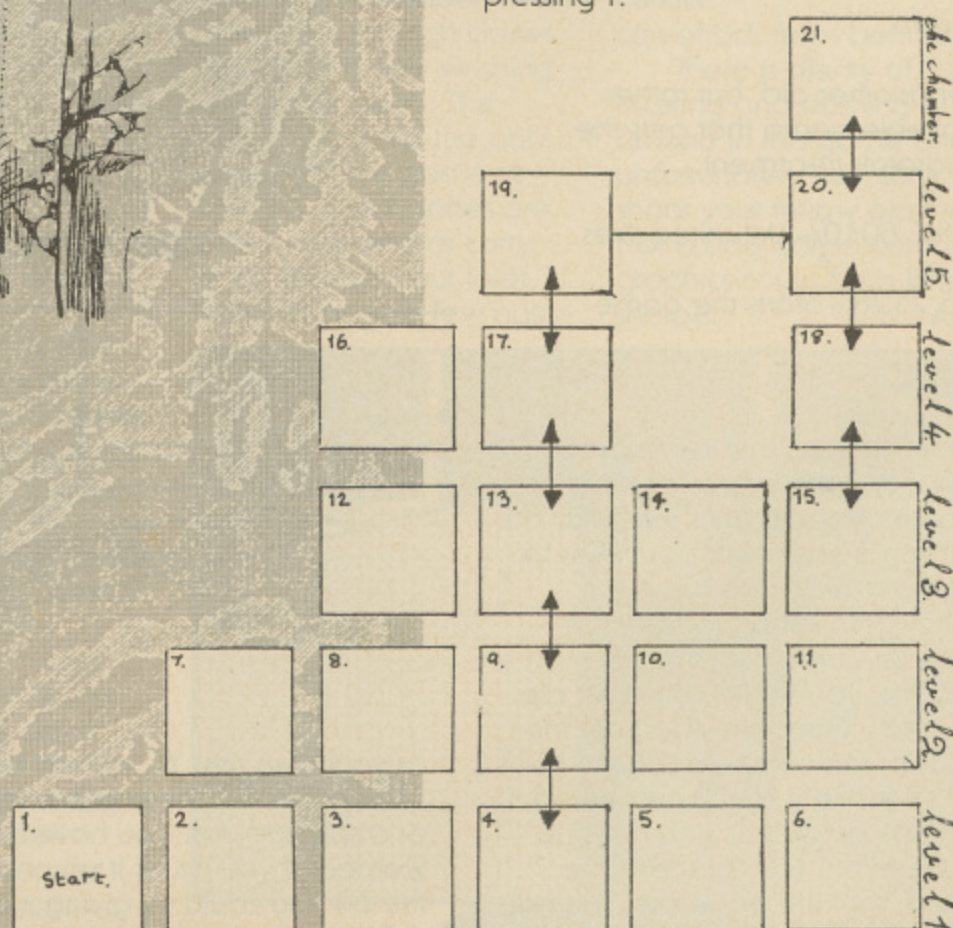 pressing 1.
21.
the chamber.
19.
20.
level 5.
16.
17.
18.
level 4.
12
13.
14.
15.
level 3.
7.
8.
9.
10.
11.
level 2.
1.
2.
3.
4.
5.
6.
Start.
level 1